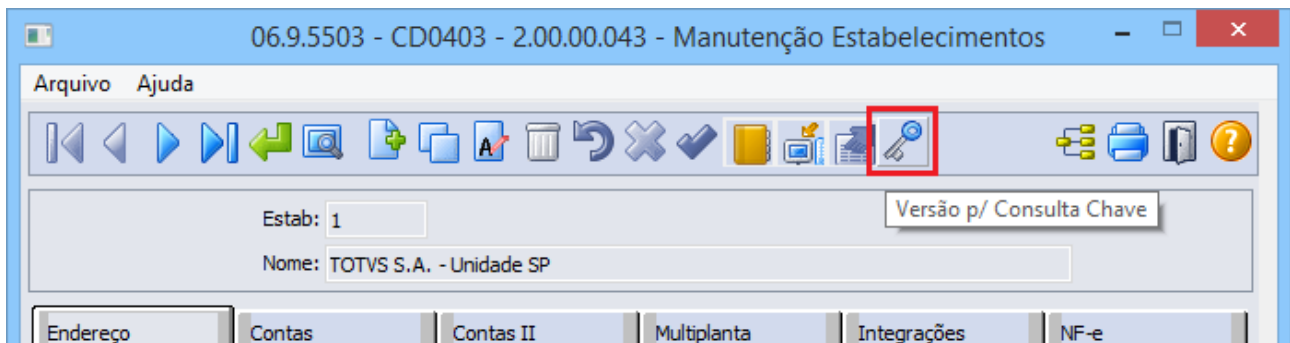 06.9.5503 - CD0403 - 2.00.00.043 - Manutenção Estabelecimentos
Arquivo Ajuda
Versão p/ Consulta Chave
Estab: 1
Nome: TOTVS S.A. - Unidade SP
Endereço Contas Contas II Multiplanta Integrações NF-e